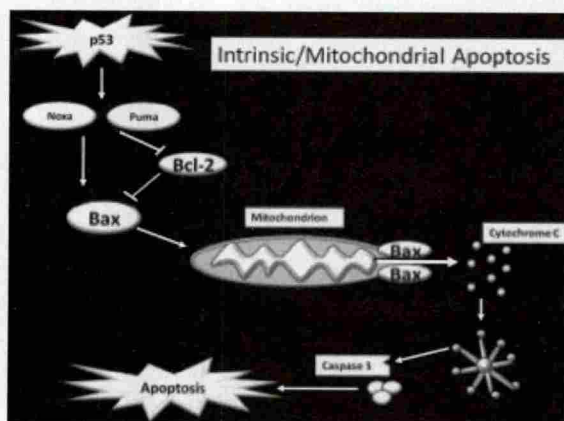 p53
Intrinsic/Mitochondrial Apoptosis
Noxa
Puma
Bcl-2
Bax
Mitochondrion
Bax
Bax
Cytochrome C
Caspase 3
Apoptosis